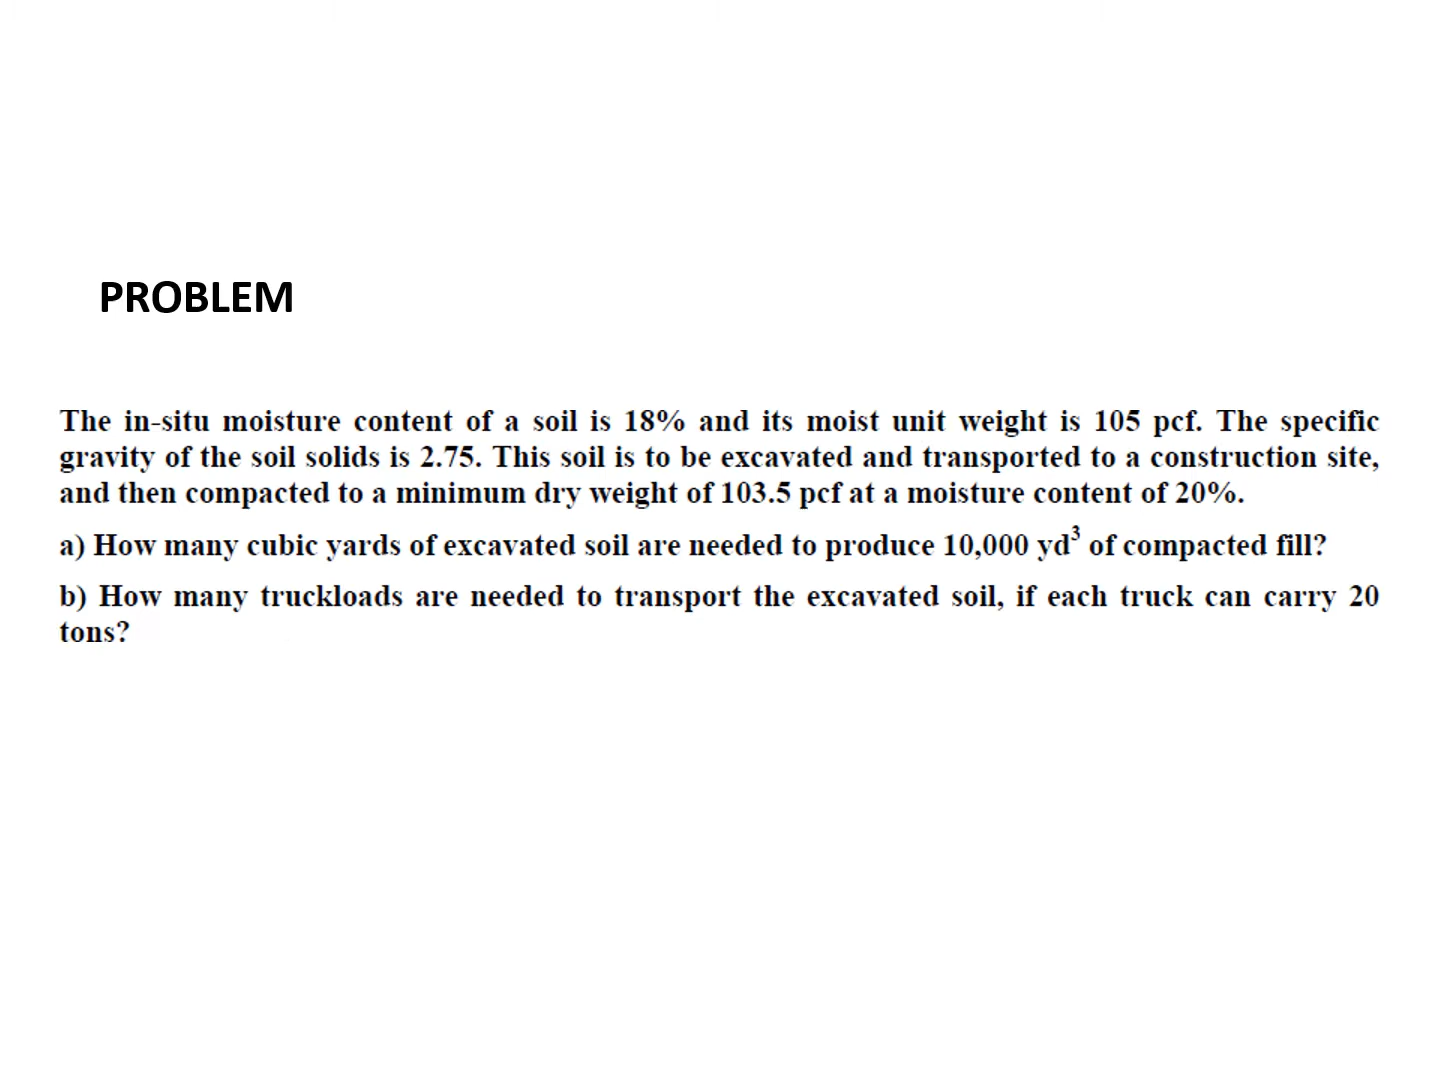 PROBLEM
The in-situ moisture content of a soil is 18% and its moist unit weight is 105 pcf. The specific
gravity of the soil solids is 2.75. This soil is to be excavated and transported to a construction site,
and then compacted to a minimum dry weight of 103.5 pcf at a moisture content of 20%.
a) How many cubic yards of excavated soil are needed to produce 10,000 yd³ of compacted fill?
b) How many truckloads are needed to transport the excavated soil, if each truck can carry 20
tons?